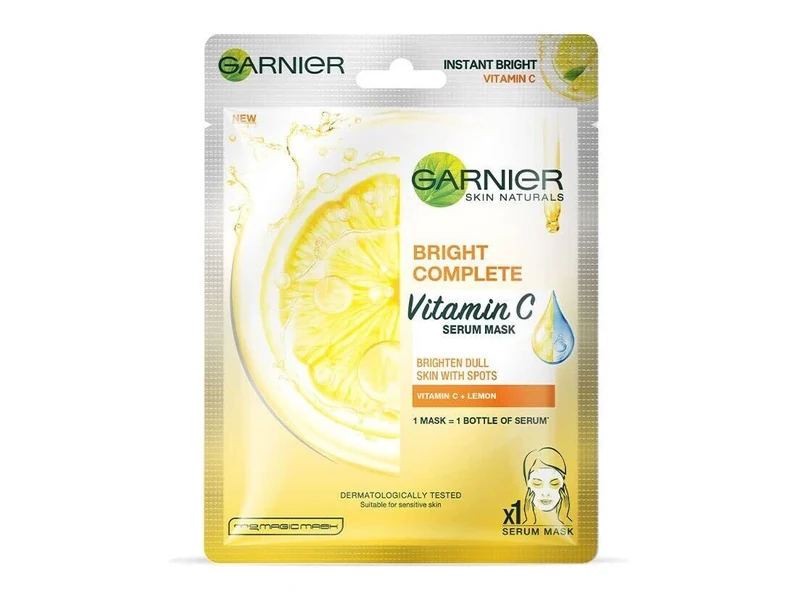 GARNIER
INSTANT BRIGHT
VITAMIN C
NEW
GARNIER
SKIN NATURALS
BRIGHT
COMPLETE
Vitamin C
SERUM MASK
BRIGHTEN DULL
SKIN WITH SPOTS
VITAMIN C + LEMON
1 MASK = 1 BOTTLE OF SERUM*
DERMATOLOGICALLY TESTED
Suitable for sensitive skin
x1
SERUM MASK